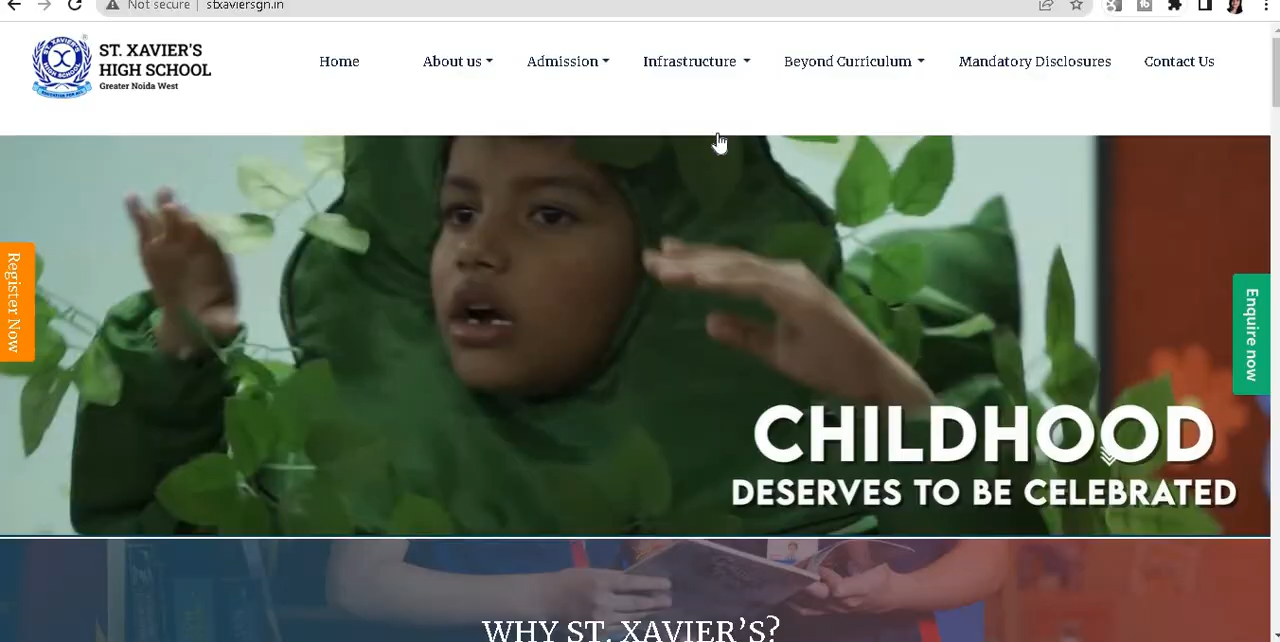 Not secure | stxaviersgn.in
ST. XAVIER'S
HIGH SCHOOL
Greater Noida West
Home About us Admission Infrastructure Beyond Curriculum Mandatory Disclosures Contact Us
Register Now
Enquire now
CHILDHOOD
DESERVES TO BE CELEBRATED
WHY ST. XAVIER'S?